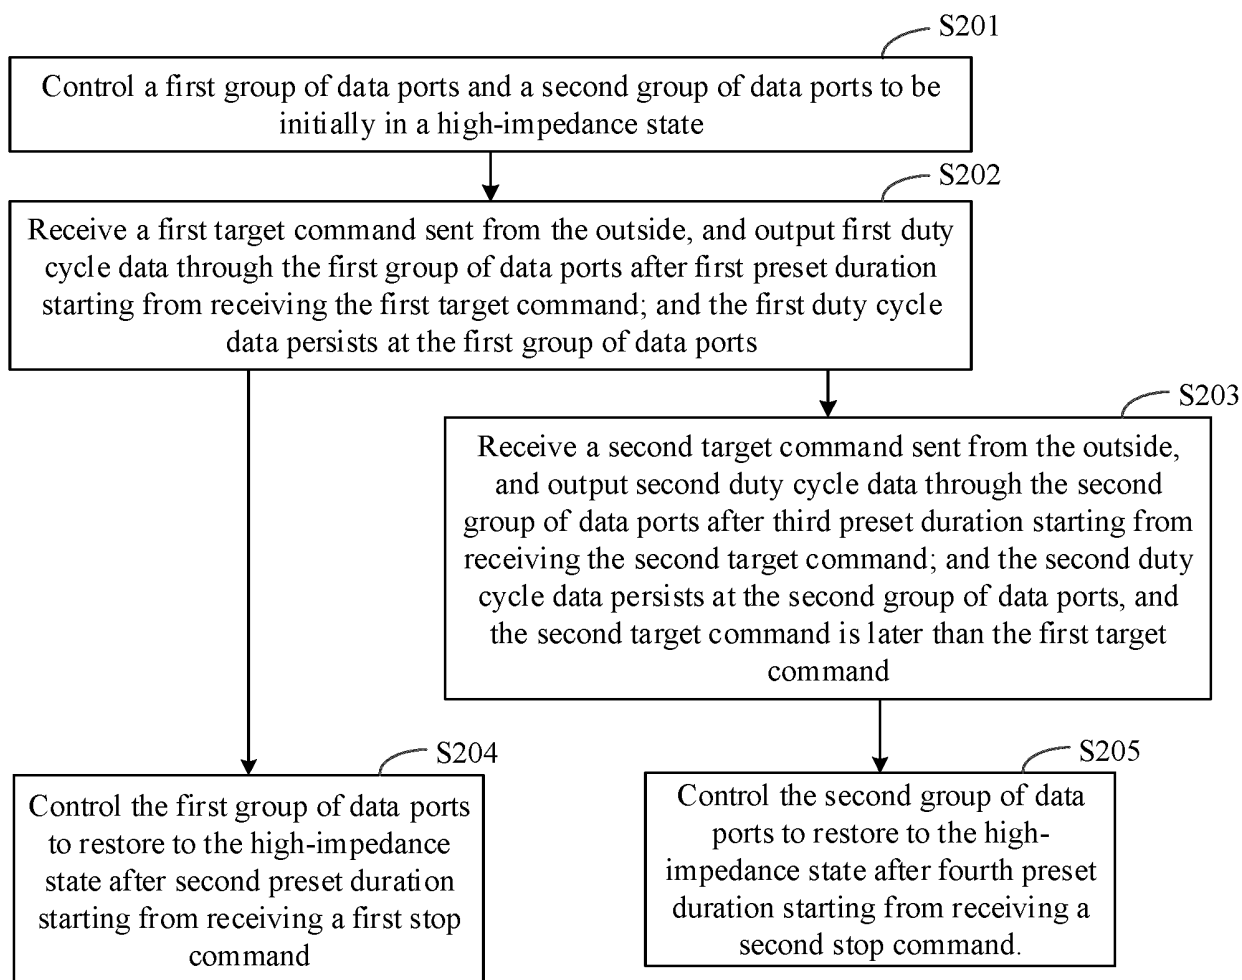 S201
Control a first group of data ports and a second group of data ports to be
initially in a high-impedance state
S202
Receive a first target command sent from the outside, and output first duty
cycle data through the first group of data ports after first preset duration
starting from receiving the first target command; and the first duty cycle
data persists at the first group of data ports
S203
Receive a second target command sent from the outside,
and output second duty cycle data through the second
group of data ports after third preset duration starting from
receiving the second target command; and the second duty
cycle data persists at the second group of data ports, and
the second target command is later than the first target
command
S204
Control the first group of data ports
to restore to the high-impedance
state after second preset duration
starting from receiving a first stop
command
S205
Control the second group of data
ports to restore to the high-
impedance state after fourth preset
duration starting from receiving a
second stop command.